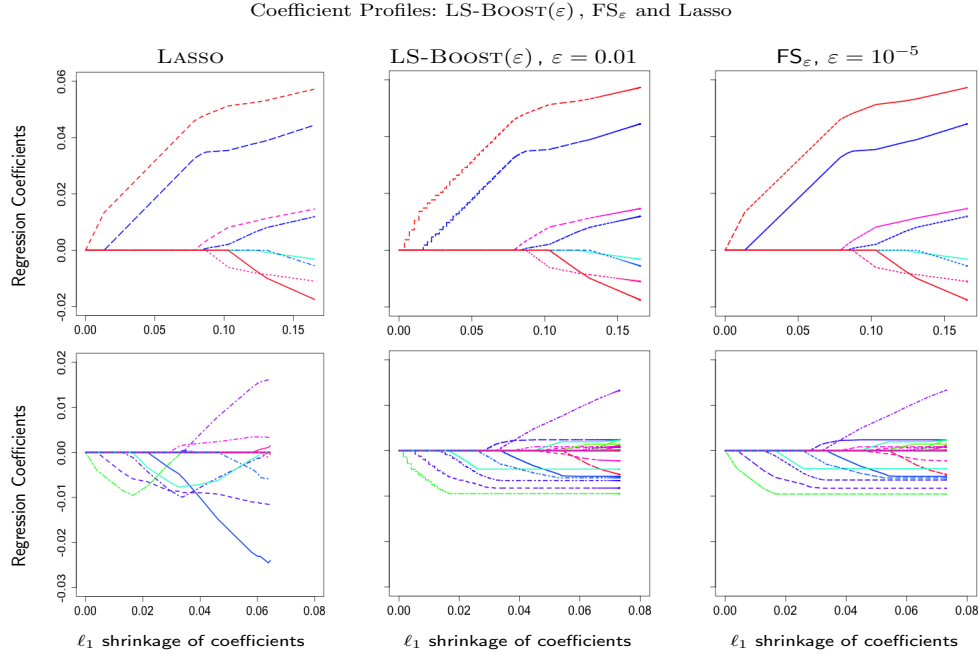 Coefficient Profiles: LS-BOOST(ε) , FSε and Lasso
LASSO
LS-BOOST(ε) , ε = 0.01
FSε, ε = 10⁻⁵
Regression Coefficients
0.06
0.04
0.02
0.00
-0.02
0.00 0.05 0.10 0.15
0.00 0.05 0.10 0.15
0.00 0.05 0.10 0.15
Regression Coefficients
0.02
0.01
0.00
-0.01
-0.02
-0.03
0.00 0.02 0.04 0.06 0.08
0.00 0.02 0.04 0.06 0.08
0.00 0.02 0.04 0.06 0.08
ℓ1 shrinkage of coefficients
ℓ1 shrinkage of coefficients
ℓ1 shrinkage of coefficients